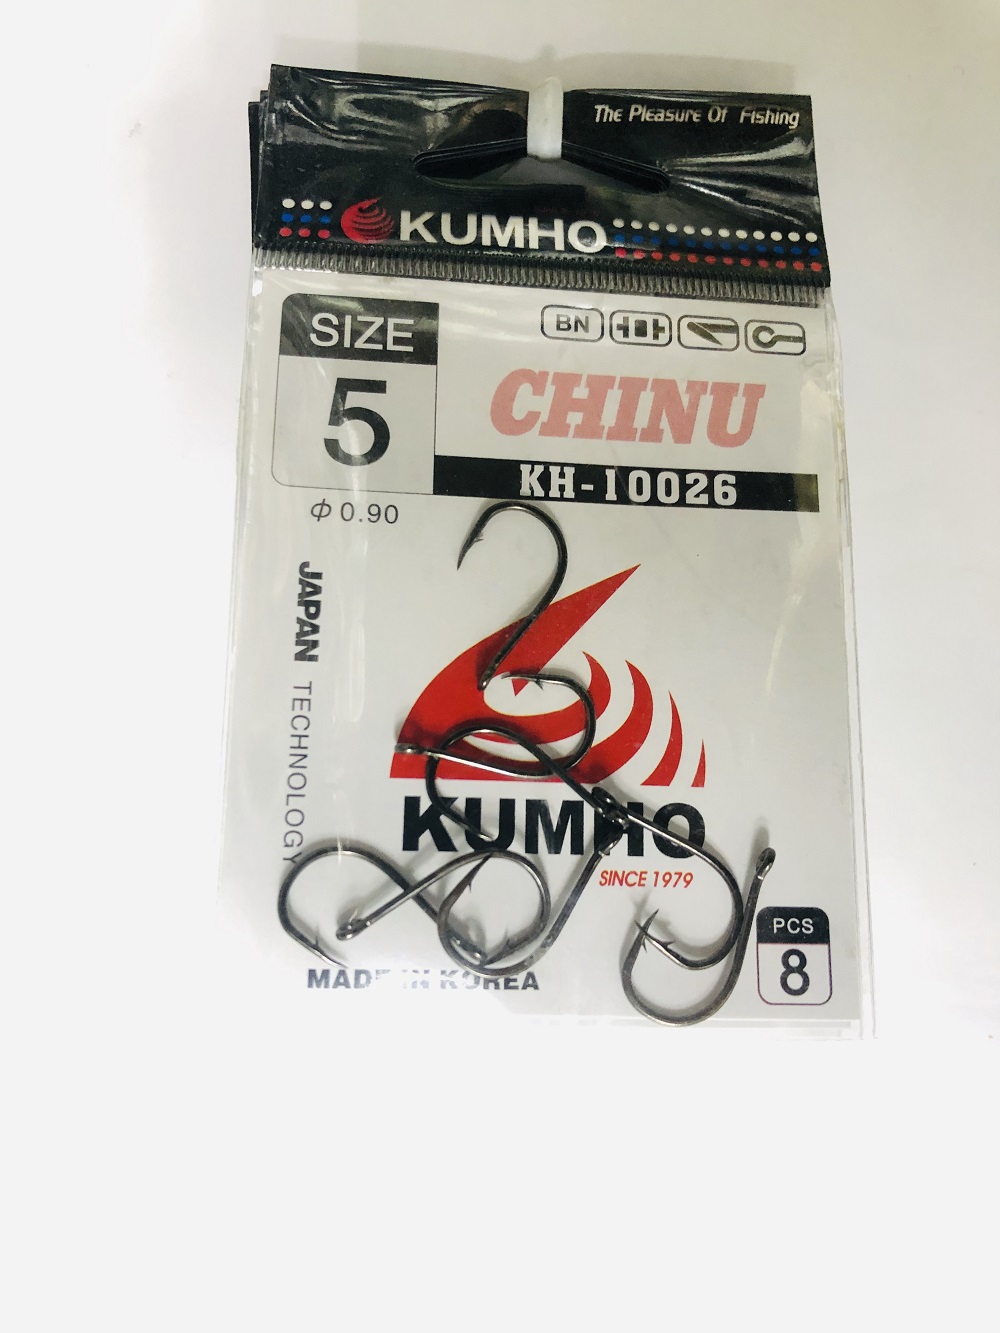 The Pleasure Of Fishing
KUMHO
SIZE
5
BN
CHINU
KH-10026
Φ 0.90
JAPAN TECHNOLOGY
KUMHO
SINCE 1979
PCS
8
MADE IN KOREA